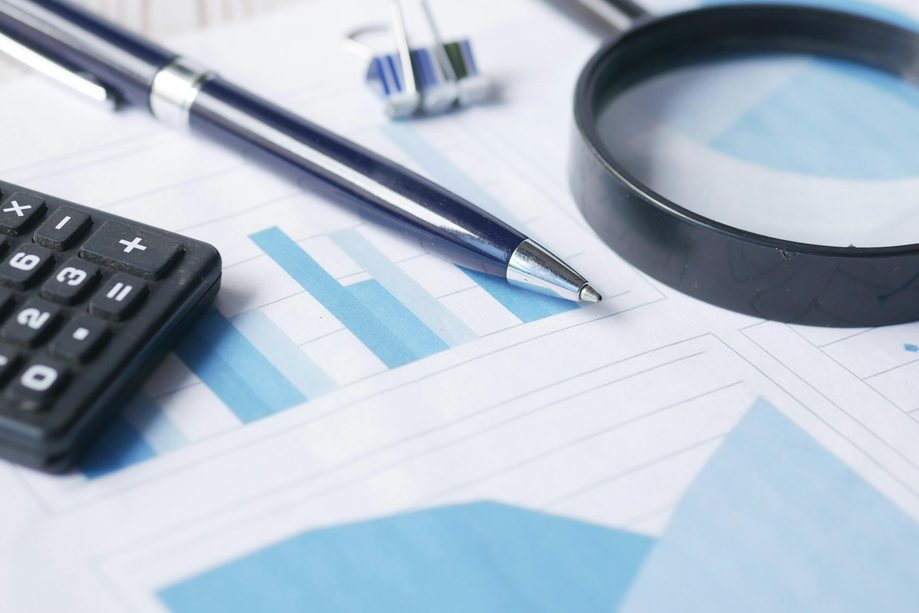 6 ×
2 3 −
0 . = +